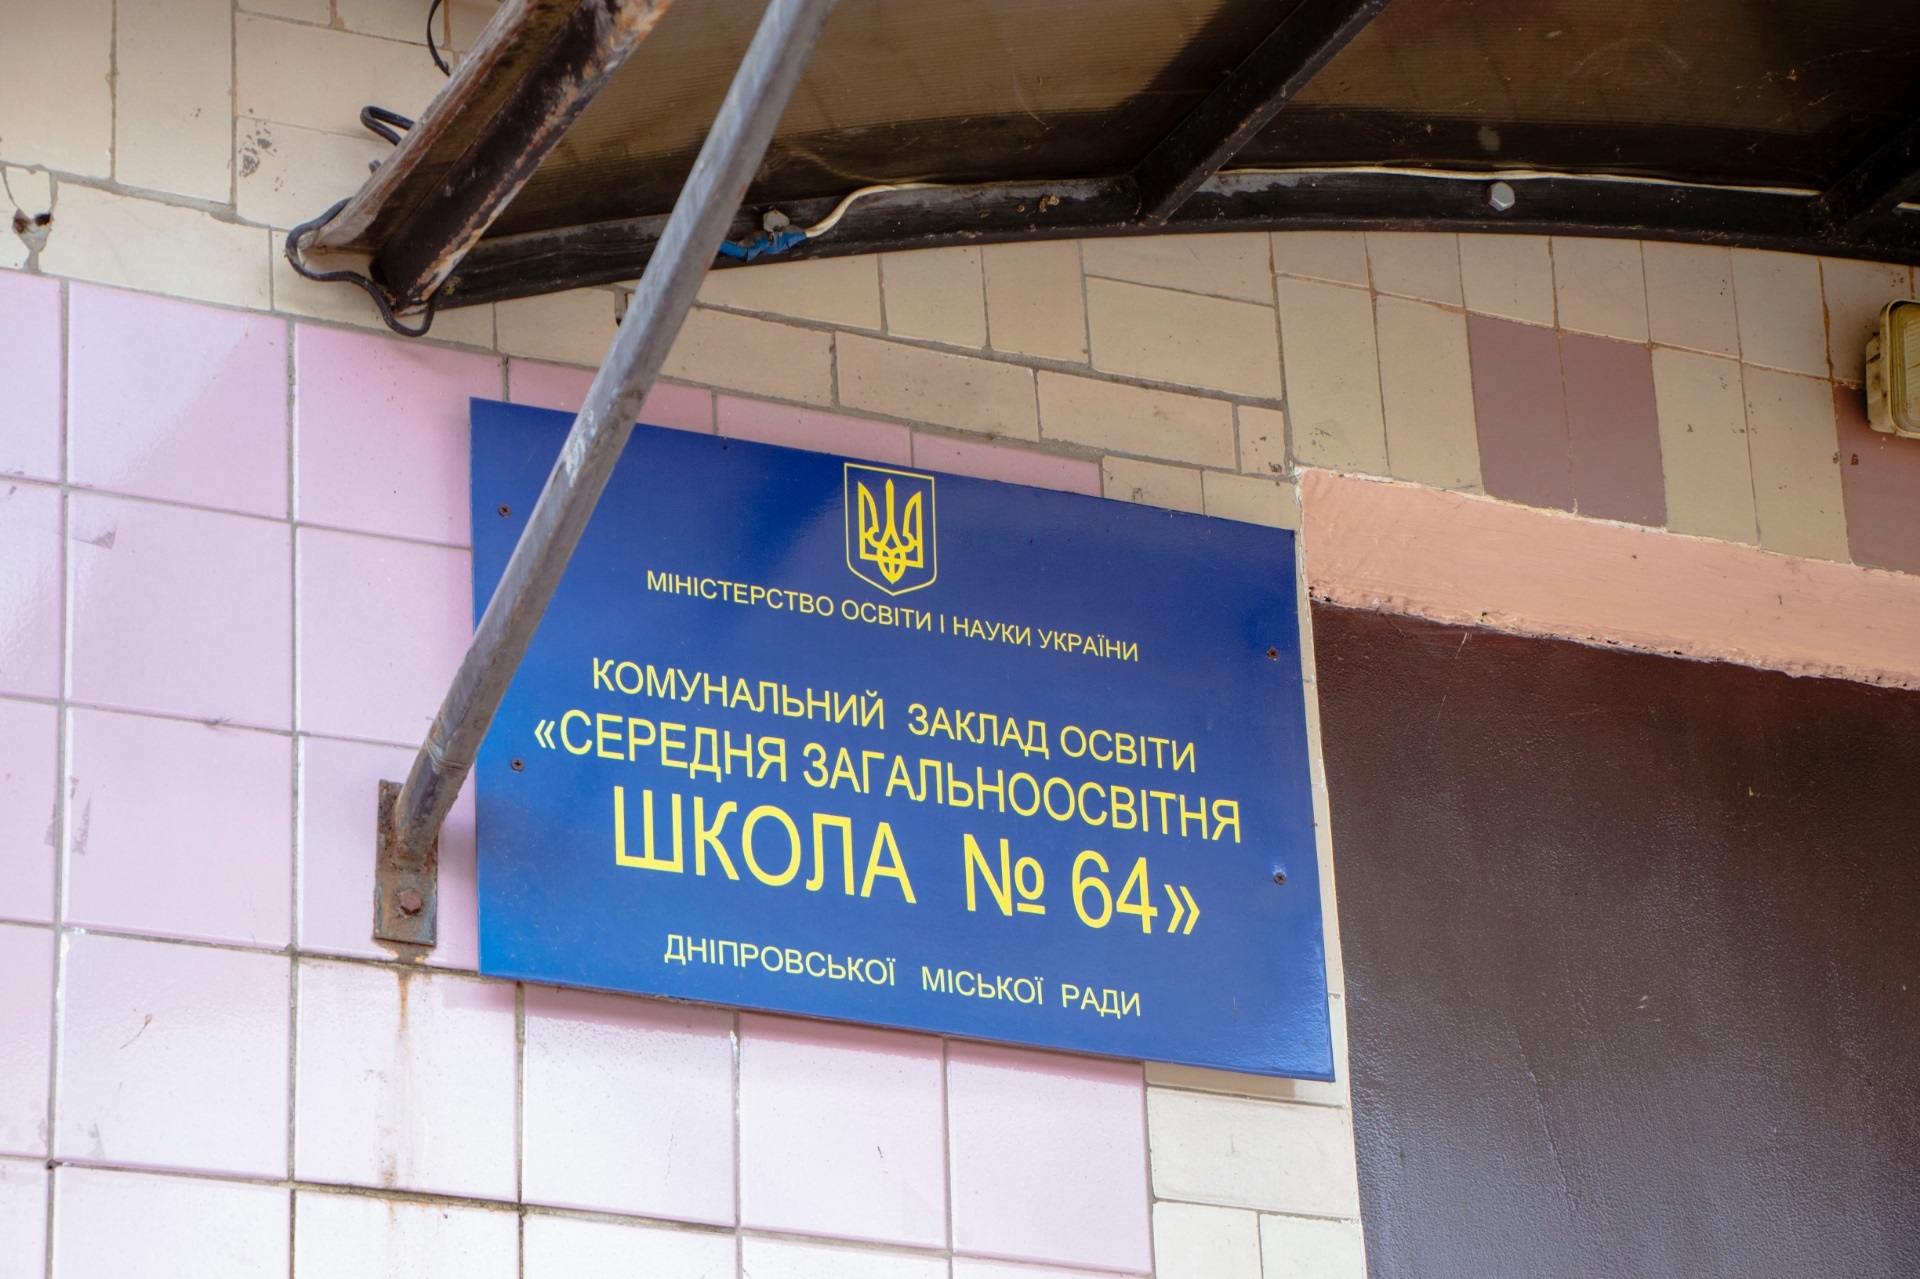 МІНІСТЕРСТВО ОСВІТИ І НАУКИ УКРАЇНИ
КОМУНАЛЬНИЙ ЗАКЛАД ОСВІТИ
«СЕРЕДНЯ ЗАГАЛЬНООСВІТНЯ
ШКОЛА № 64»
ДНІПРОВСЬКОЇ МІСЬКОЇ РАДИ